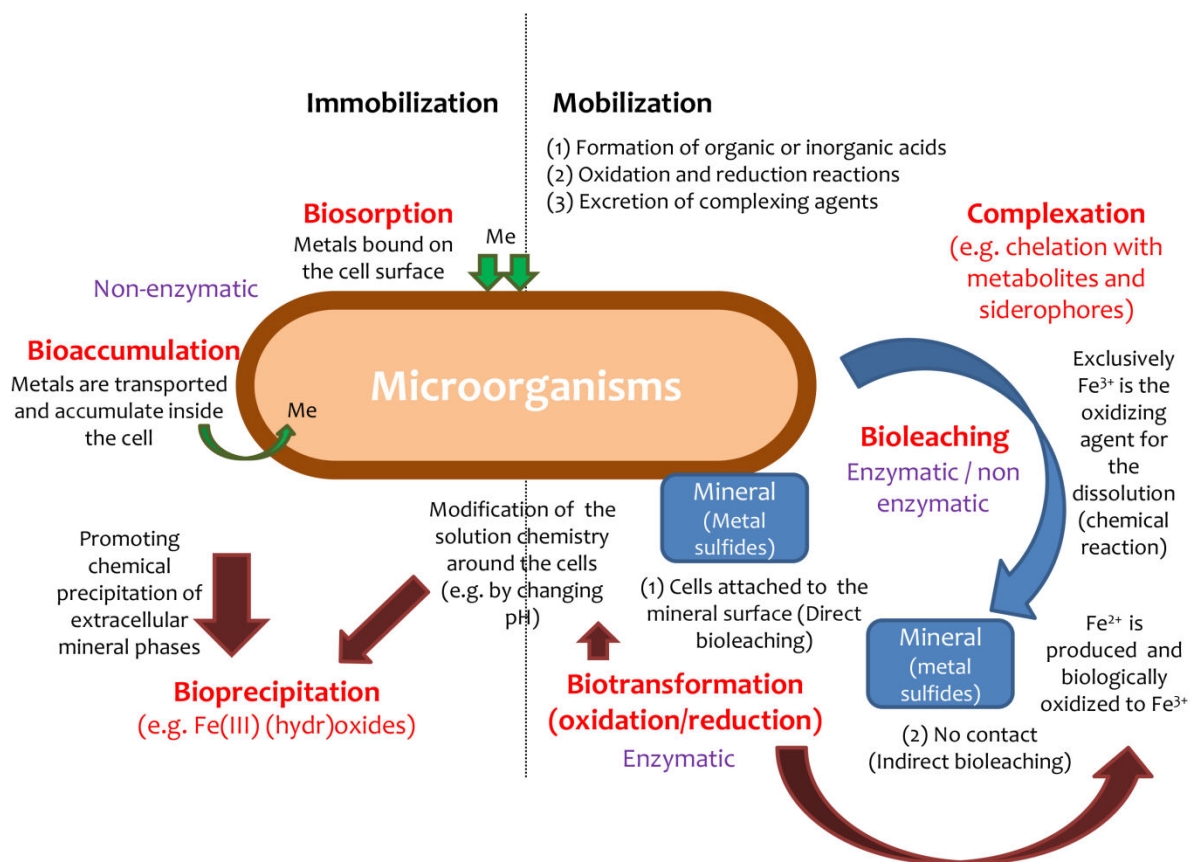 Immobilization
Mobilization
(1) Formation of organic or inorganic acids
(2) Oxidation and reduction reactions
(3) Excretion of complexing agents
Biosorption
Metals bound on
the cell surface
Me
Complexation
(e.g. chelation with
metabolites and
siderophores)
Non-enzymatic
Bioaccumulation
Metals are transported
and accumulate inside
the cell
Me
Microorganisms
Exclusively
Fe³⁺ is the
oxidizing
agent for
the
dissolution
(chemical
reaction)
Bioleaching
Enzymatic / non
enzymatic
Mineral
(Metal
sulfides)
(1) Cells attached to the
mineral surface (Direct
bioleaching)
Modification of the
solution chemistry
around the cells
(e.g. by changing
pH)
Promoting
chemical
precipitation of
extracellular
mineral phases
Bioprecipitation
(e.g. Fe(III) (hydr)oxides)
Biotransformation
(oxidation/reduction)
Enzymatic
Mineral
(metal
sulfides)
(2) No contact
(Indirect bioleaching)
Fe²⁺ is
produced and
biologically
oxidized to Fe³⁺